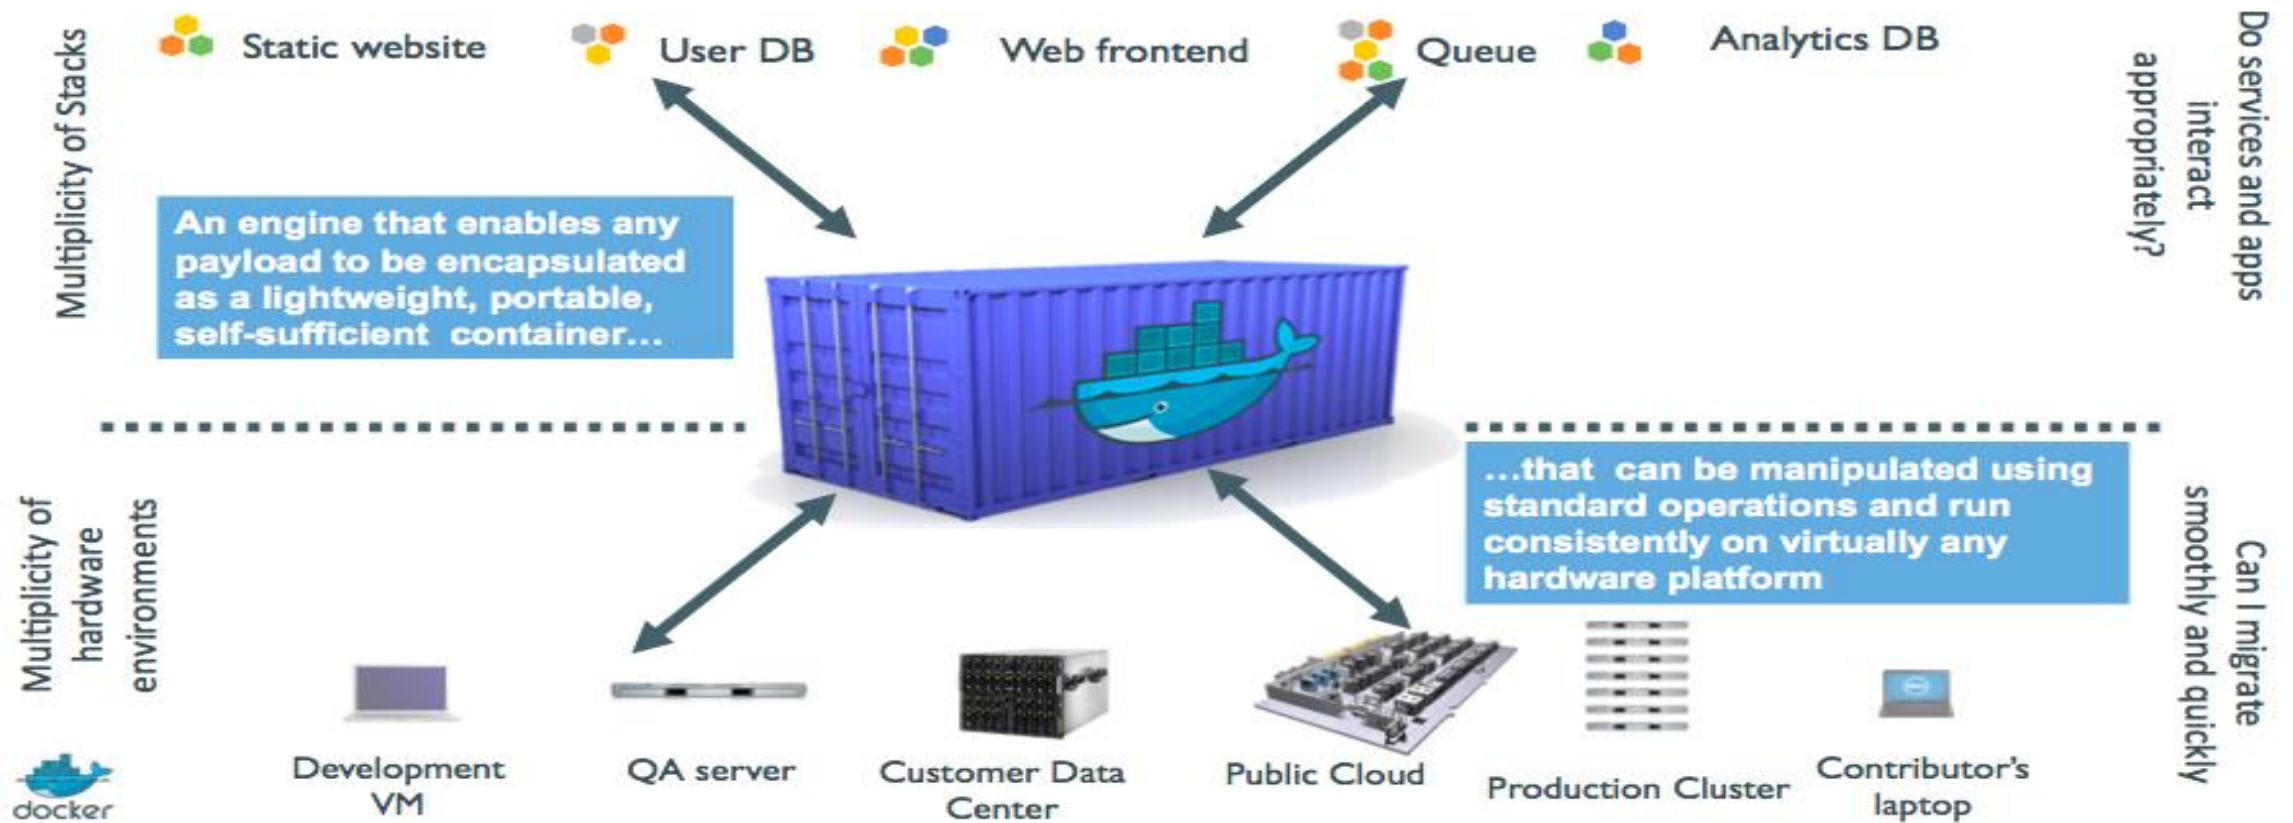 Multiplicity of Stacks
Static website
User DB
Web frontend
Queue
Analytics DB
Do services and apps
interact
appropriately?
An engine that enables any
payload to be encapsulated
as a lightweight, portable,
self-sufficient container...
...that can be manipulated using
standard operations and run
consistently on virtually any
hardware platform
Multiplicity of
hardware
environments
Can I migrate
smoothly and quickly
Development
VM
QA server
Customer Data
Center
Public Cloud
Production Cluster
Contributor's
laptop
docker